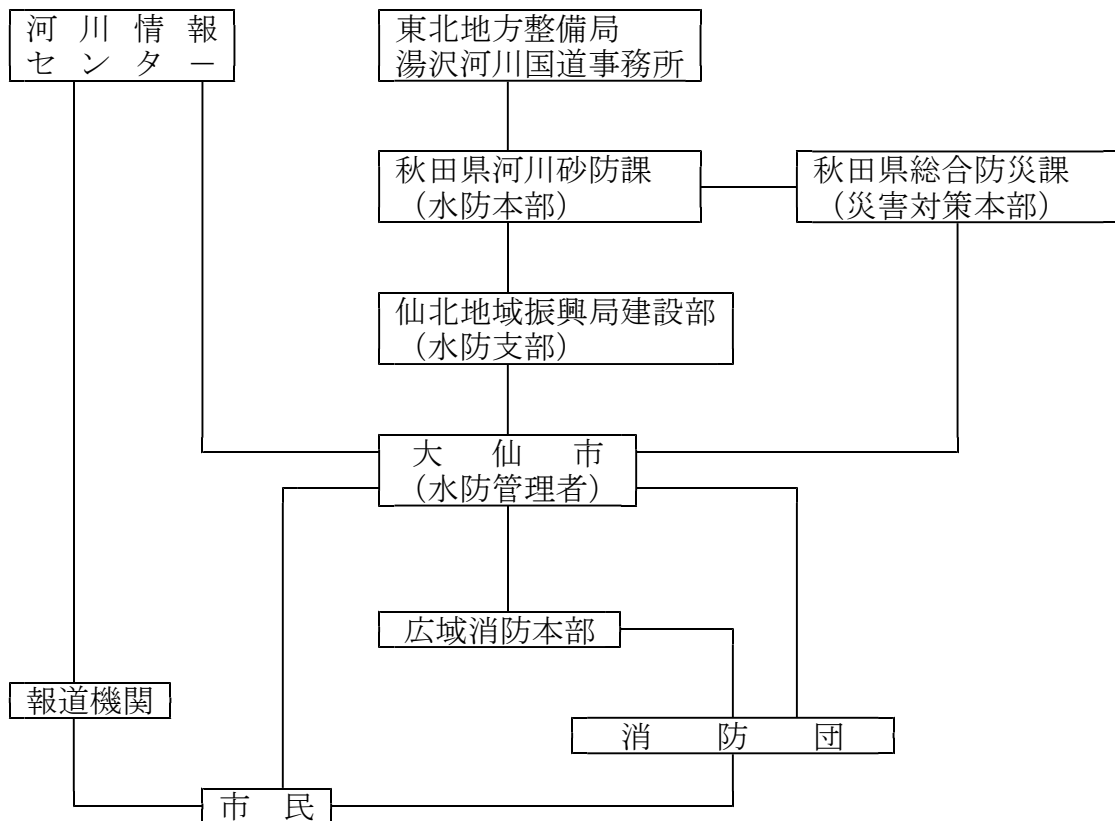 河川情報
センター
東北地方整備局
湯沢河川国道事務所
秋田県河川砂防課
（水防本部）
秋田県総合防災課
（災害対策本部）
仙北地域振興局建設部
（水防支部）
大仙市
（水防管理者）
広域消防本部
報道機関
消防団
市民